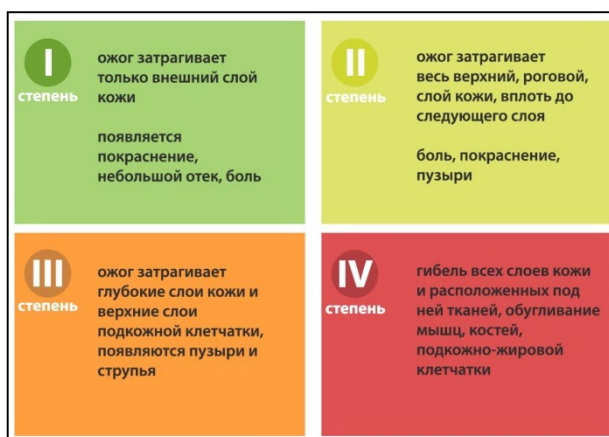 I
степень
ожог затрагивает
только внешний слой
кожи
появляется
покраснение,
небольшой отек, боль
II
степень
ожог затрагивает
весь верхний, роговой,
слой кожи, вплоть до
следующего слоя
боль, покраснение,
пузыри
III
степень
ожог затрагивает
глубокие слои кожи и
верхние слои
подкожной клетчатки,
появляются пузыри и
струпья
IV
степень
гибель всех слоев кожи
и расположенных под
ней тканей, обугливание
мышц, костей,
подкожно-жировой
клетчатки